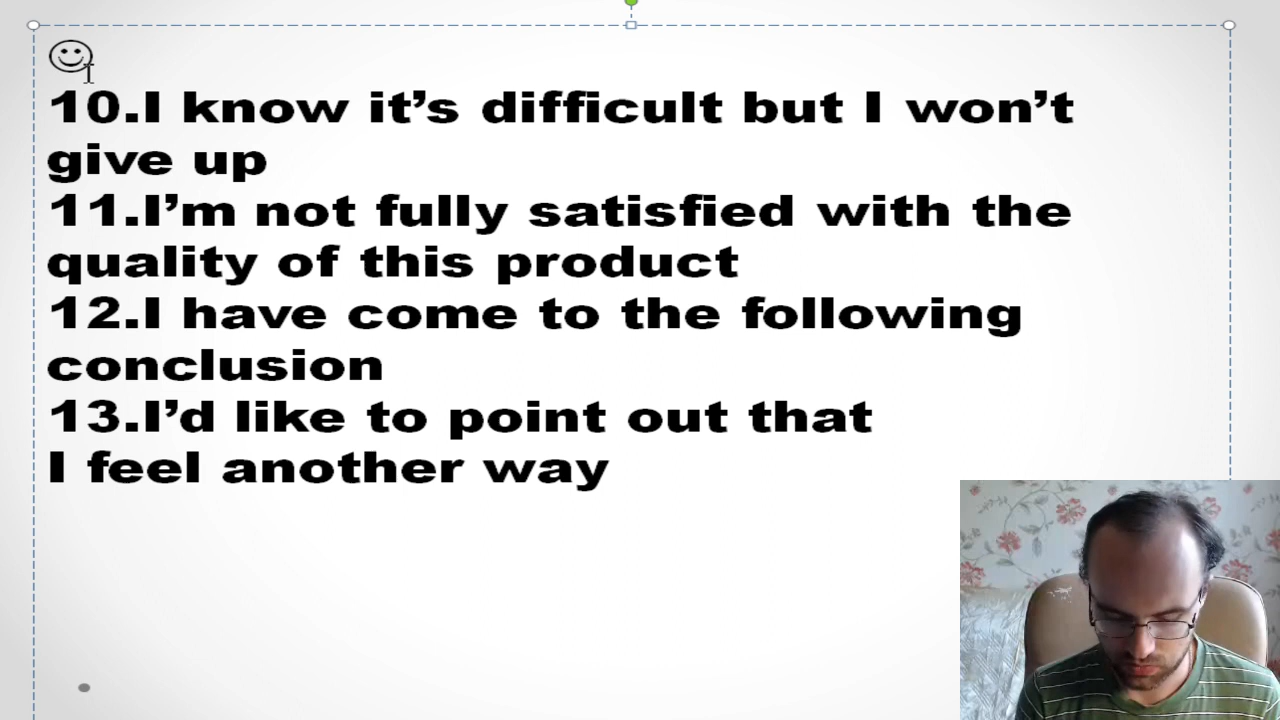 10.I know it’s difficult but I won’t
give up
11.I’m not fully satisfied with the
quality of this product
12.I have come to the following
conclusion
13.I’d like to point out that
I feel another way